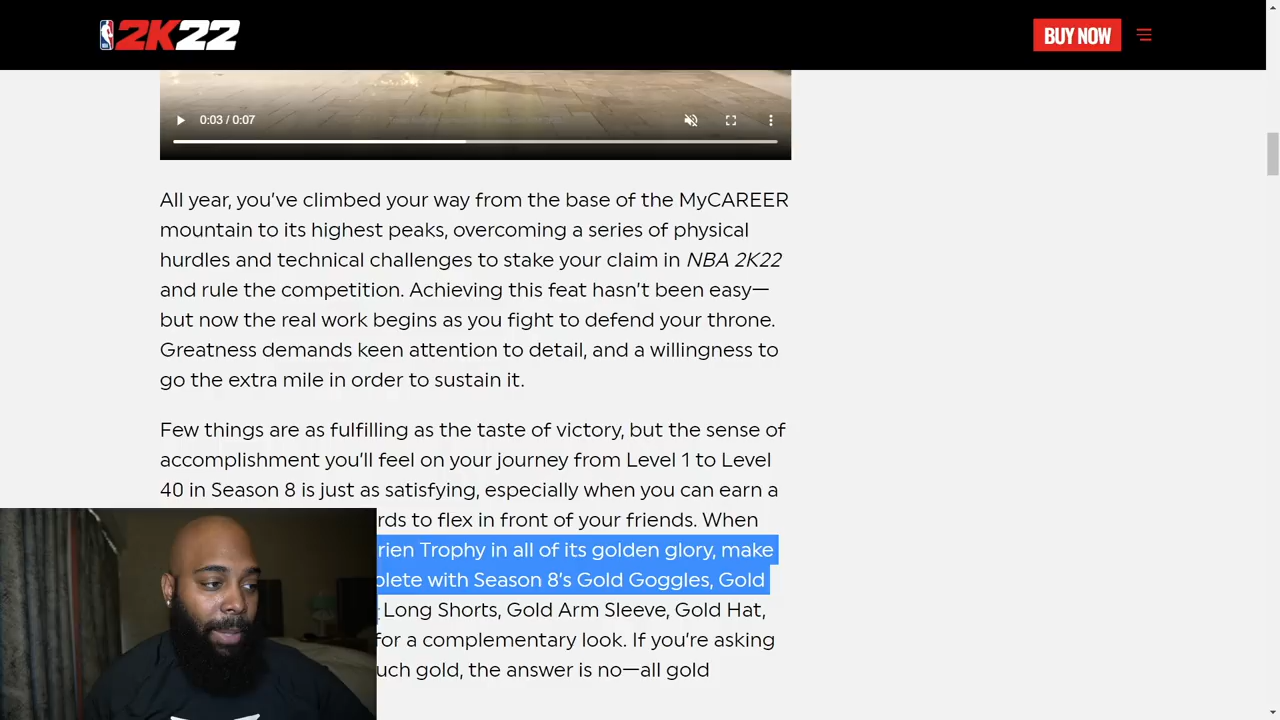 2K22
BUY NOW
0:03 / 0:07
All year, you've climbed your way from the base of the MyCAREER
mountain to its highest peaks, overcoming a series of physical
hurdles and technical challenges to stake your claim in NBA 2K22
and rule the competition. Achieving this feat hasn't been easy—
but now the real work begins as you fight to defend your throne.
Greatness demands keen attention to detail, and a willingness to
go the extra mile in order to sustain it.
Few things are as fulfilling as the taste of victory, but the sense of
accomplishment you'll feel on your journey from Level 1 to Level
40 in Season 8 is just as satisfying, especially when you can earn a
rds to flex in front of your friends. When
rien Trophy in all of its golden glory, make
plete with Season 8's Gold Goggles, Gold
Long Shorts, Gold Arm Sleeve, Gold Hat,
for a complementary look. If you're asking
uch gold, the answer is no—all gold